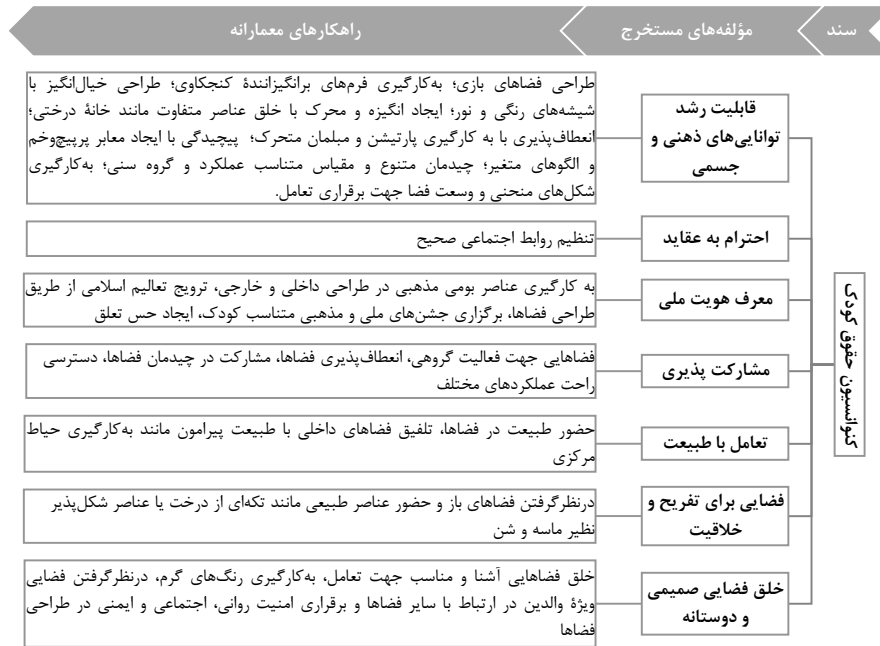 سند
مؤلفه‌های مستخرج
راهکارهای معمارانه
کنوانسیون حقوق کودک
قابلیت رشد
توانایی‌های ذهنی و
جسمی
طراحی فضاهای بازی؛ به‌کارگیری فرم‌های برانگیزانندهٔ کنجکاوی؛ طراحی خیال‌انگیز با
شیشه‌های رنگی و نور؛ ایجاد انگیزه و محرک با خلق عناصر متفاوت مانند خانهٔ درختی؛
انعطاف‌پذیری با به کارگیری پارتیشن و مبلمان متحرک؛ پیچیدگی با ایجاد معابر پرپیچ‌وخم
و الگوهای متغیر؛ چیدمان متنوع و مقیاس متناسب عملکرد و گروه سنی؛ به‌کارگیری
شکل‌های منحنی و وسعت فضا جهت برقراری تعامل.
احترام به عقاید
تنظیم روابط اجتماعی صحیح
معرف هویت ملی
به کارگیری عناصر بومی مذهبی در طراحی داخلی و خارجی، ترویج تعالیم اسلامی از طریق
طراحی فضاها، برگزاری جشن‌های ملی و مذهبی متناسب کودک، ایجاد حس تعلق
مشارکت پذیری
فضاهایی جهت فعالیت گروهی، انعطاف‌پذیری فضاها، مشارکت در چیدمان فضاها، دسترسی
راحت عملکردهای مختلف
تعامل با طبیعت
حضور طبیعت در فضاها، تلفیق فضاهای داخلی با طبیعت پیرامون مانند به‌کارگیری حیاط
مرکزی
فضایی برای تفریح و
خلاقیت
درنظرگرفتن فضاهای باز و حضور عناصر طبیعی مانند تکه‌ای از درخت یا عناصر شکل‌پذیر
نظیر ماسه و شن
خلق فضایی صمیمی
و دوستانه
خلق فضاهایی آشنا و مناسب جهت تعامل، به‌کارگیری رنگ‌های گرم، درنظرگرفتن فضایی
ویژهٔ والدین در ارتباط با سایر فضاها و برقراری امنیت روانی، اجتماعی و ایمنی در طراحی
فضاها